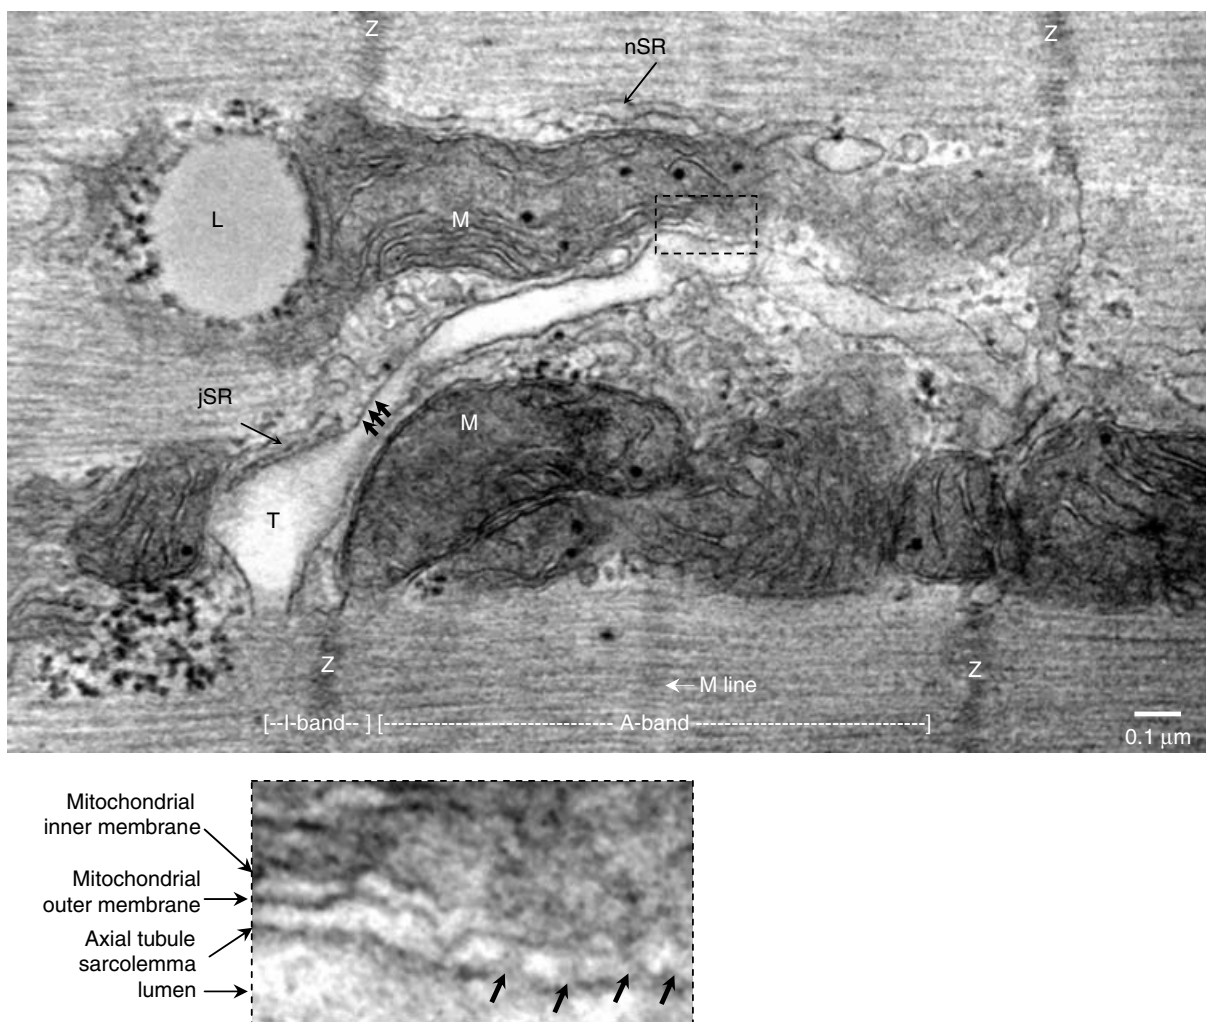 Z
Z
nSR
L
M
jSR
M
T
Z
Z
M line
[--I-band-- ] [---------------------------- A-band -----------------------------]
0.1 μm
Mitochondrial
inner membrane
Mitochondrial
outer membrane
Axial tubule
sarcolemma
lumen